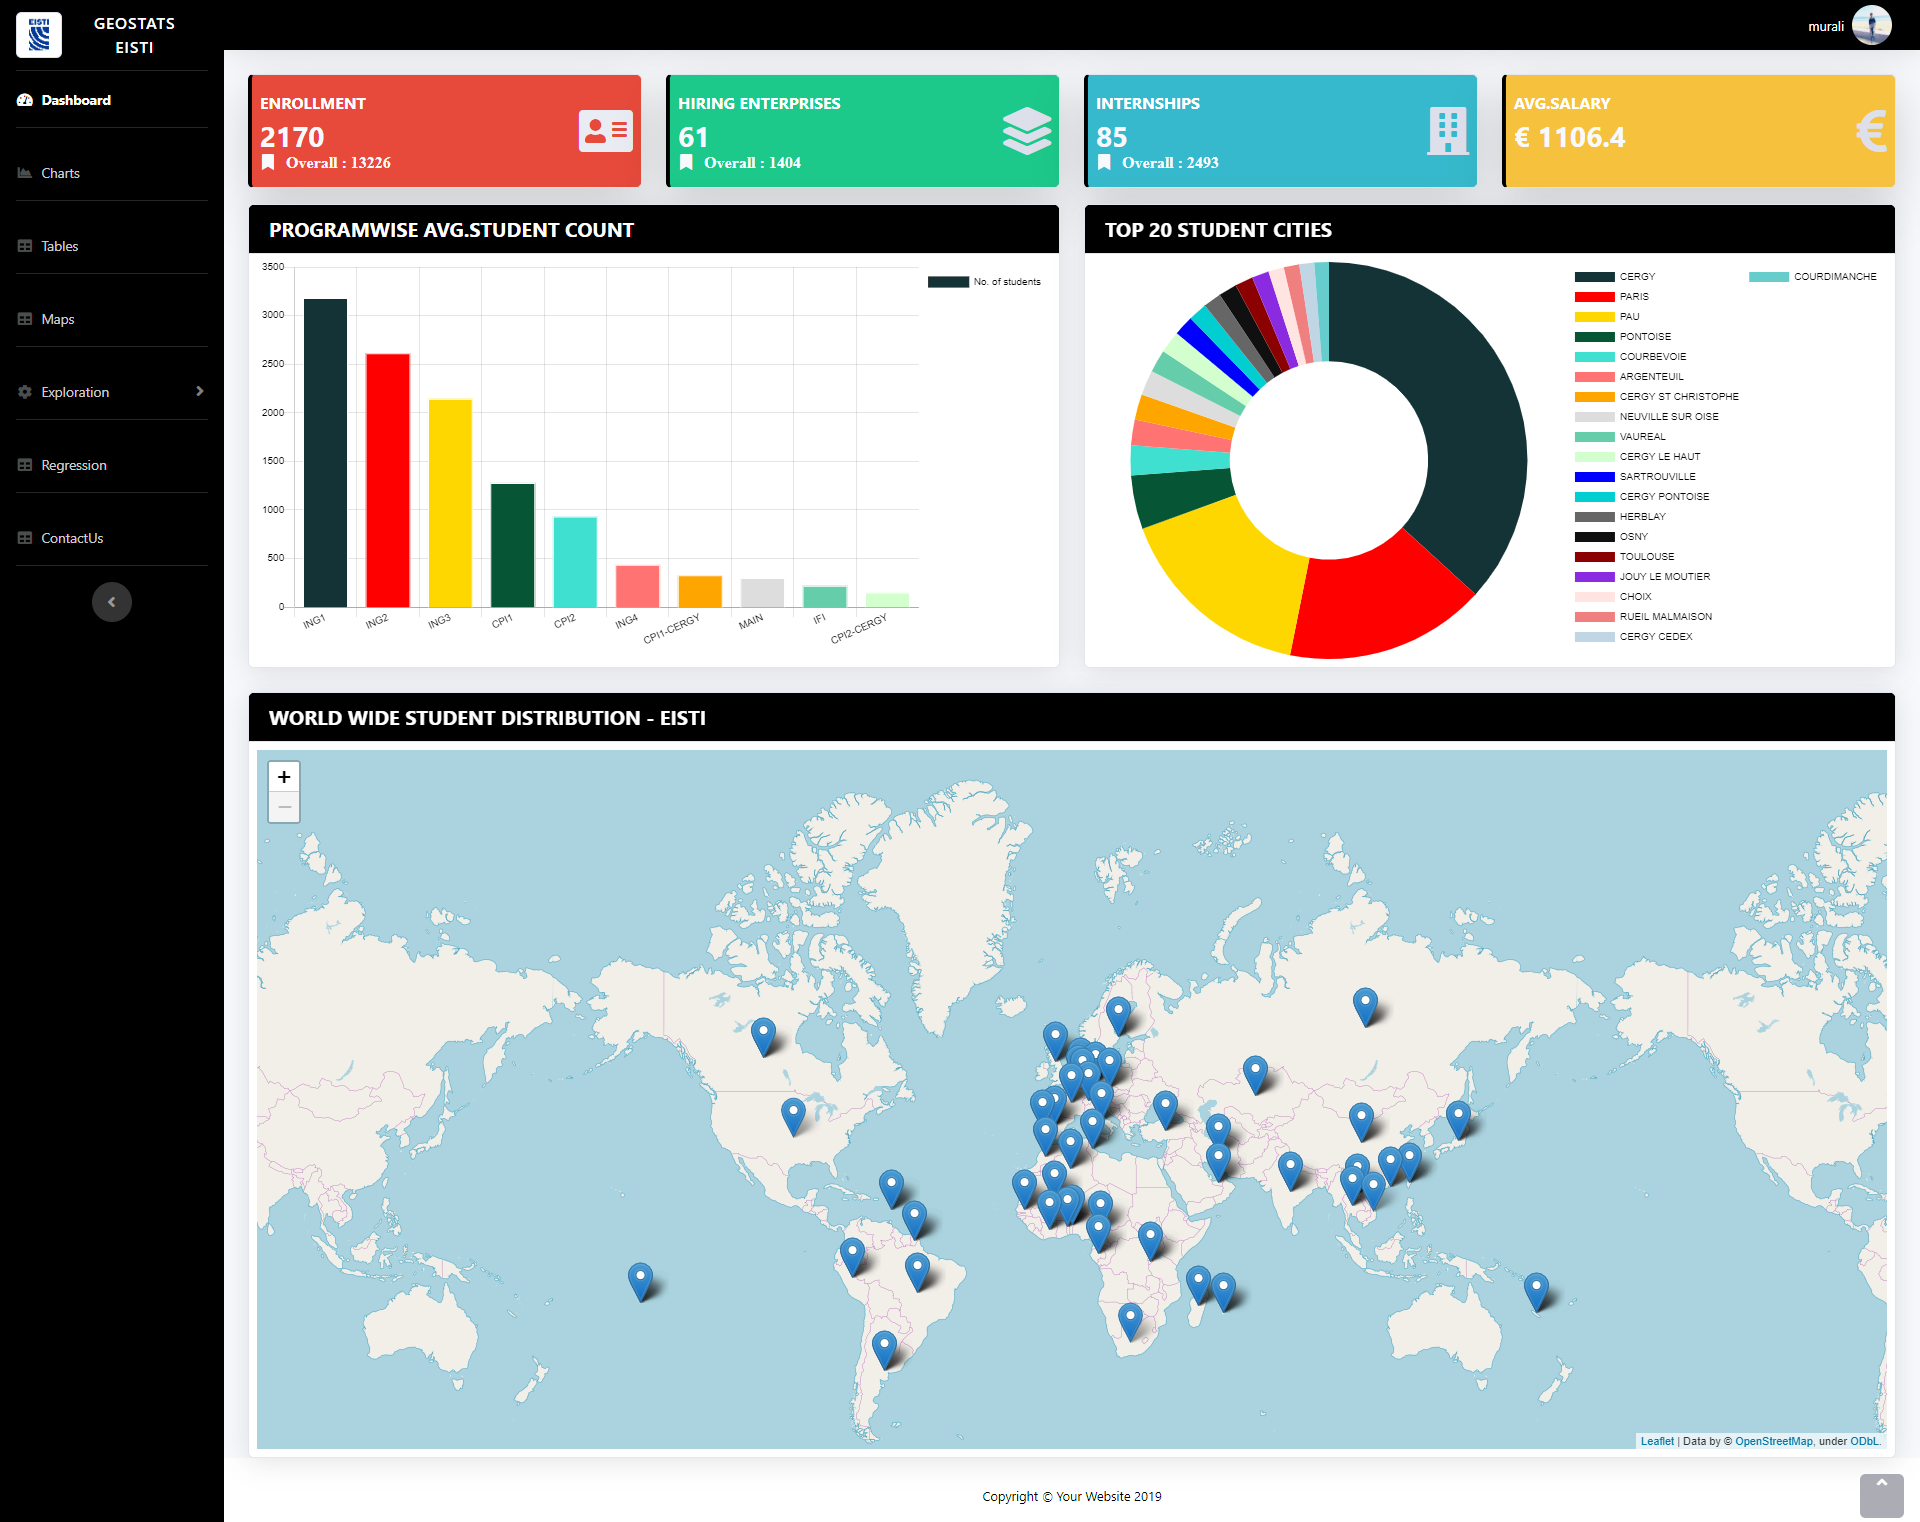 EISTI
GEOSTATS
EISTI
murali
Dashboard
Charts
Tables
Maps
Exploration
Regression
ContactUs
ENROLLMENT
2170
Overall : 13226
HIRING ENTERPRISES
61
Overall : 1404
INTERNSHIPS
85
Overall : 2493
AVG.SALARY
€ 1106.4
PROGRAMWISE AVG.STUDENT COUNT
No. of students
3500
3000
2500
2000
1500
1000
500
0
ING1
ING2
ING3
CPI1
CPI2
ING4
CPI1-CERGY
MAIN
IFI
CPI2-CERGY
TOP 20 STUDENT CITIES
CERGY
PARIS
PAU
PONTOISE
COURBEVOIE
ARGENTEUIL
CERGY ST CHRISTOPHE
NEUVILLE SUR OISE
VAUREAL
CERGY LE HAUT
SARTROUVILLE
CERGY PONTOISE
HERBLAY
OSNY
TOULOUSE
JOUY LE MOUTIER
CHOIX
RUEIL MALMAISON
CERGY CEDEX
COURDIMANCHE
WORLD WIDE STUDENT DISTRIBUTION - EISTI
+
−
Leaflet | Data by © OpenStreetMap, under ODbL.
Copyright © Your Website 2019